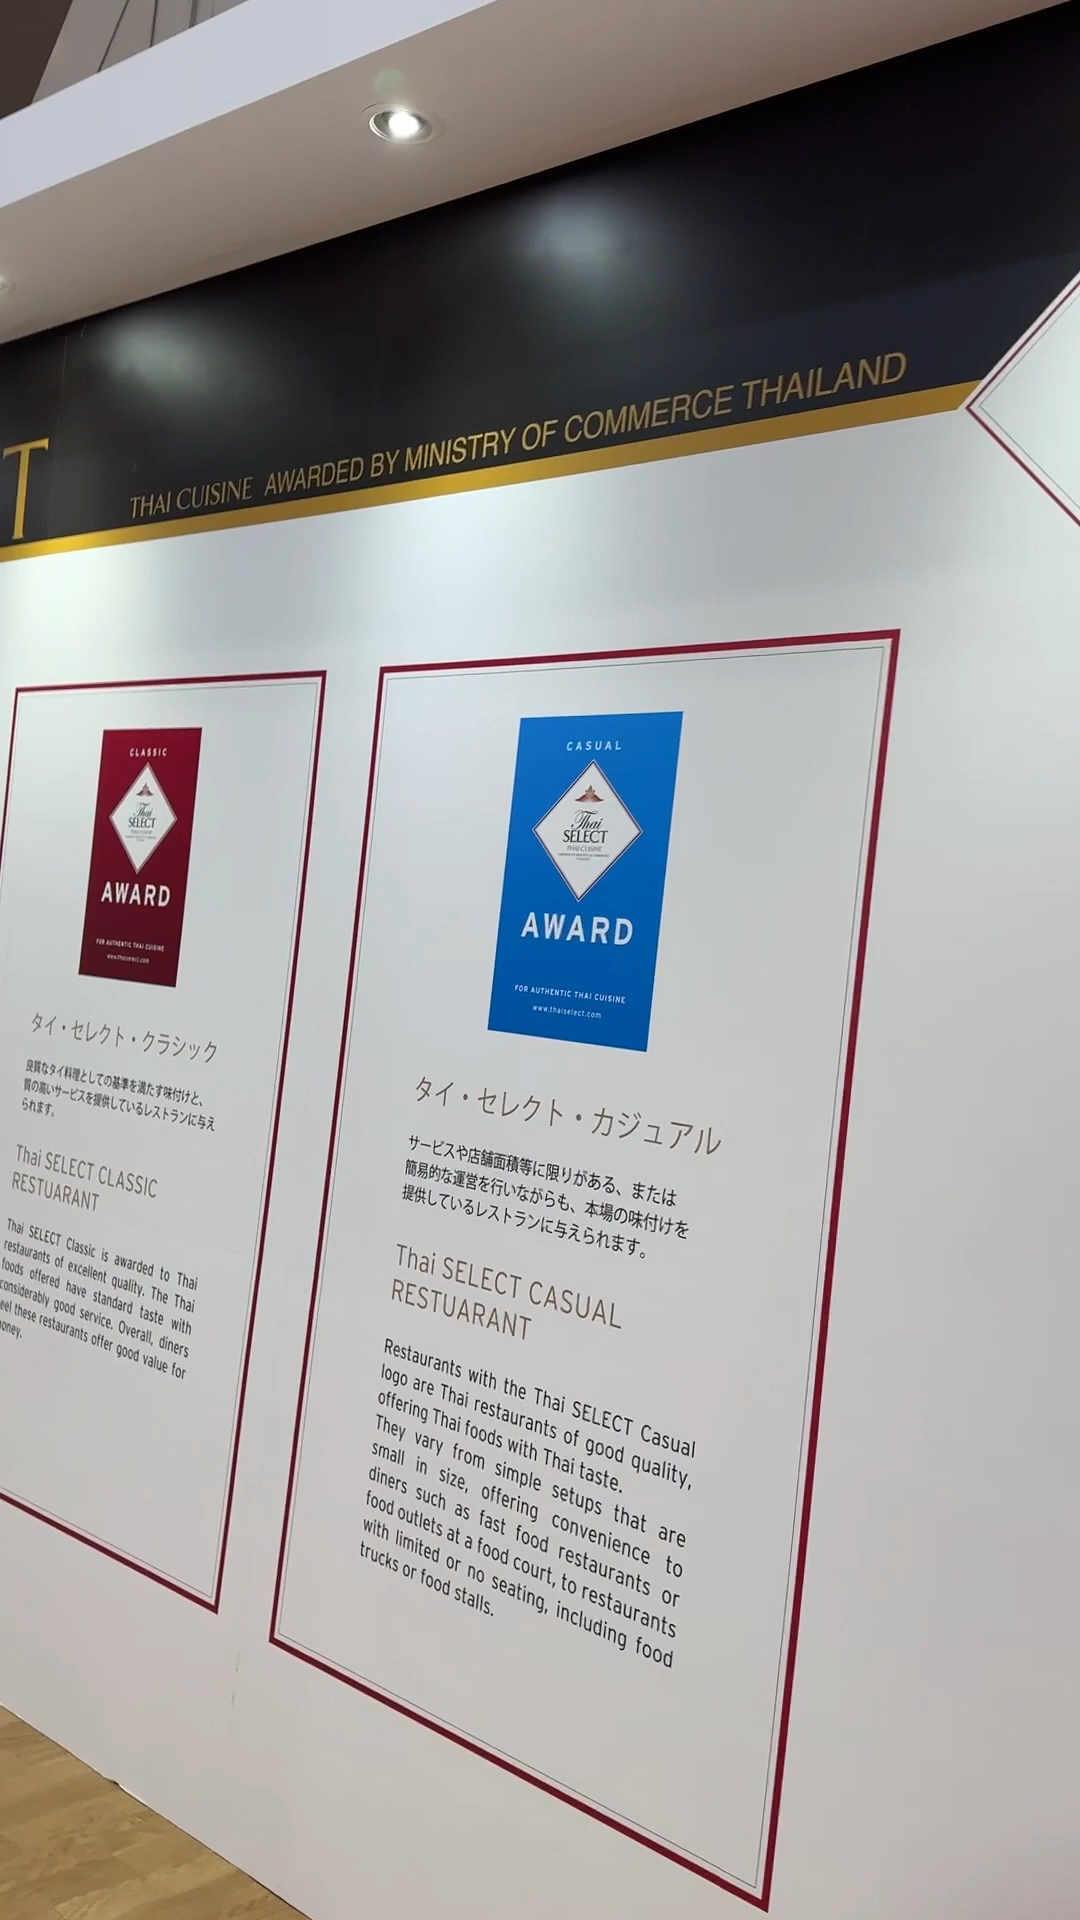 T
THAI CUISINE AWARDED BY MINISTRY OF COMMERCE THAILAND
CLASSIC
Thai
SELECT
THAI CUISINE
AWARD
FOR AUTHENTIC THAI CUISINE
www.thaiselect.com
タイ・セレクト・クラシック
良質なタイ料理としての基準を満たす味付けと、
質の高いサービスを提供しているレストランに与え
られます。
Thai SELECT CLASSIC
RESTUARANT
Thai SELECT Classic is awarded to Thai
restaurants of excellent quality. The Thai
foods offered have standard taste with
considerably good service. Overall, diners
eel these restaurants offer good value for
oney.
CASUAL
Thai
SELECT
THAI CUISINE
AWARD
FOR AUTHENTIC THAI CUISINE
www.thaiselect.com
タイ・セレクト・カジュアル
サービスや店舗面積等に限りがある、または
簡易的な運営を行いながらも、本場の味付けを
提供しているレストランに与えられます。
Thai SELECT CASUAL
RESTUARANT
Restaurants with the Thai SELECT Casual
logo are Thai restaurants of good quality,
offering Thai foods with Thai taste.
They vary from simple setups that are
small in size, offering convenience to
diners such as fast food restaurants or
food outlets at a food court, to restaurants
with limited or no seating, including food
trucks or food stalls.